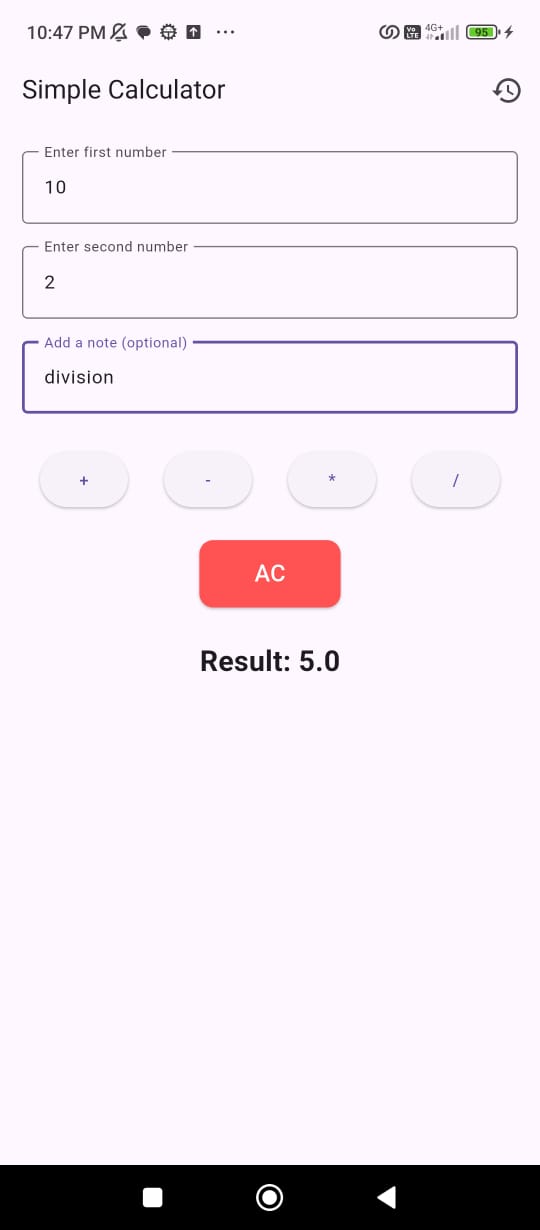 10:47 PM
Vo LTE 4G+ 95
Simple Calculator
Enter first number
10
Enter second number
2
Add a note (optional)
division
+ - * /
AC
Result: 5.0